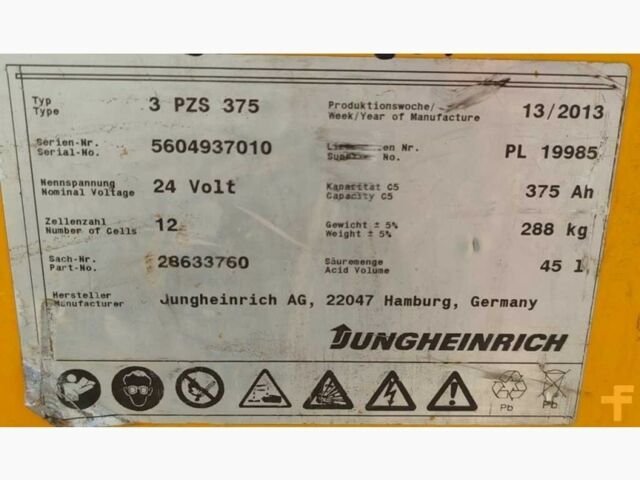 Typ
Type
3 PZS 375
Produktionswoche/
Week/Year of Manufacture
13/2013
Serien-Nr.
Serial-No.
5604937010
en Nr.
No.
PL 19985
Nennspannung
Nominal Voltage
24 Volt
Kapazität C5
Capacity C5
375 Ah
Zellenzahl
Number of Cells
12
Gewicht ± 5%
Weight ± 5%
288 kg
Sach-Nr.
Part-No.
28633760
Säuremenge
Acid Volume
45 l
Hersteller
Manufacturer
Jungheinrich AG, 22047 Hamburg, Germany
JUNGHEINRICH
Pb
Pb
f